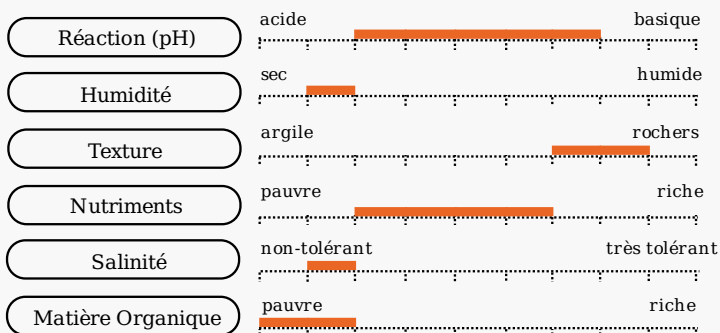 acide basique
Réaction (pH)
sec humide
Humidité
argile rochers
Texture
pauvre riche
Nutriments
non-tolérant très tolérant
Salinité
pauvre riche
Matière Organique